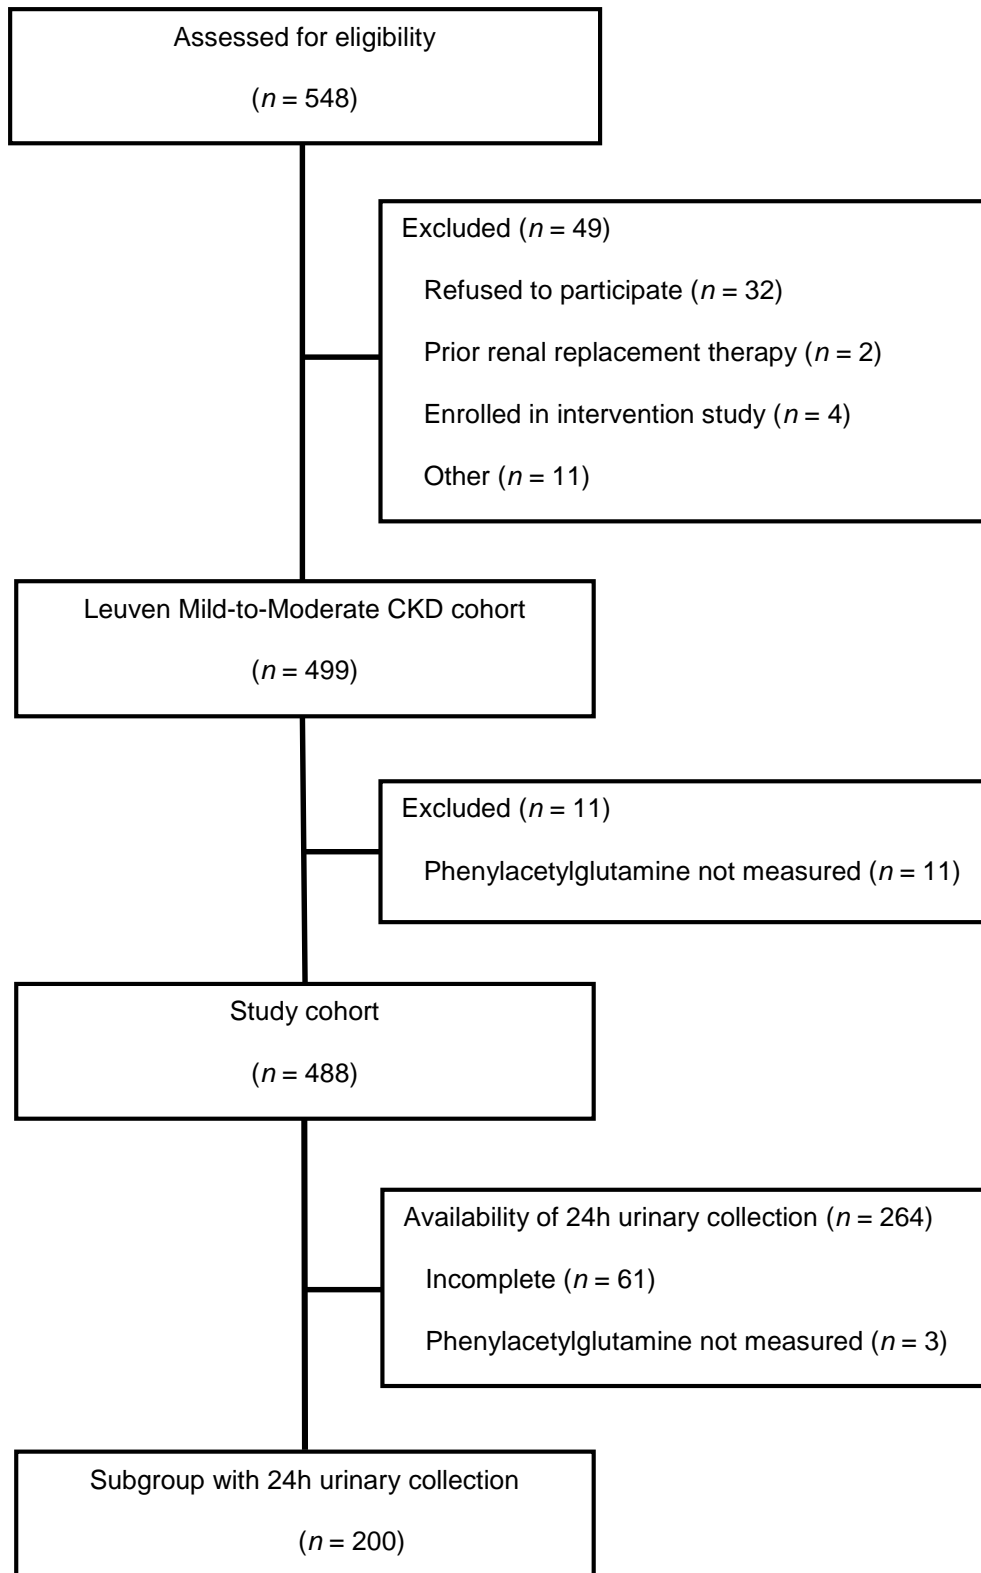 Assessed for eligibility
(n = 548)
Excluded (n = 49)
Refused to participate (n = 32)
Prior renal replacement therapy (n = 2)
Enrolled in intervention study (n = 4)
Other (n = 11)
Leuven Mild-to-Moderate CKD cohort
(n = 499)
Excluded (n = 11)
Phenylacetylglutamine not measured (n = 11)
Study cohort
(n = 488)
Availability of 24h urinary collection (n = 264)
Incomplete (n = 61)
Phenylacetylglutamine not measured (n = 3)
Subgroup with 24h urinary collection
(n = 200)